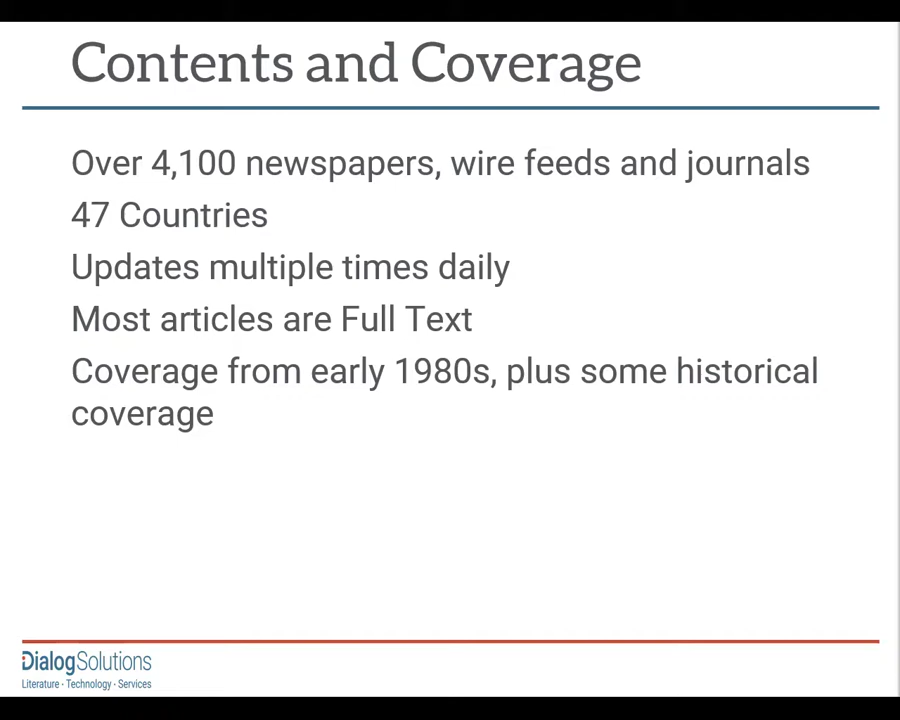 Contents and Coverage
Over 4,100 newspapers, wire feeds and journals
47 Countries
Updates multiple times daily
Most articles are Full Text
Coverage from early 1980s, plus some historical
coverage
DialogSolutions
Literature · Technology · Services